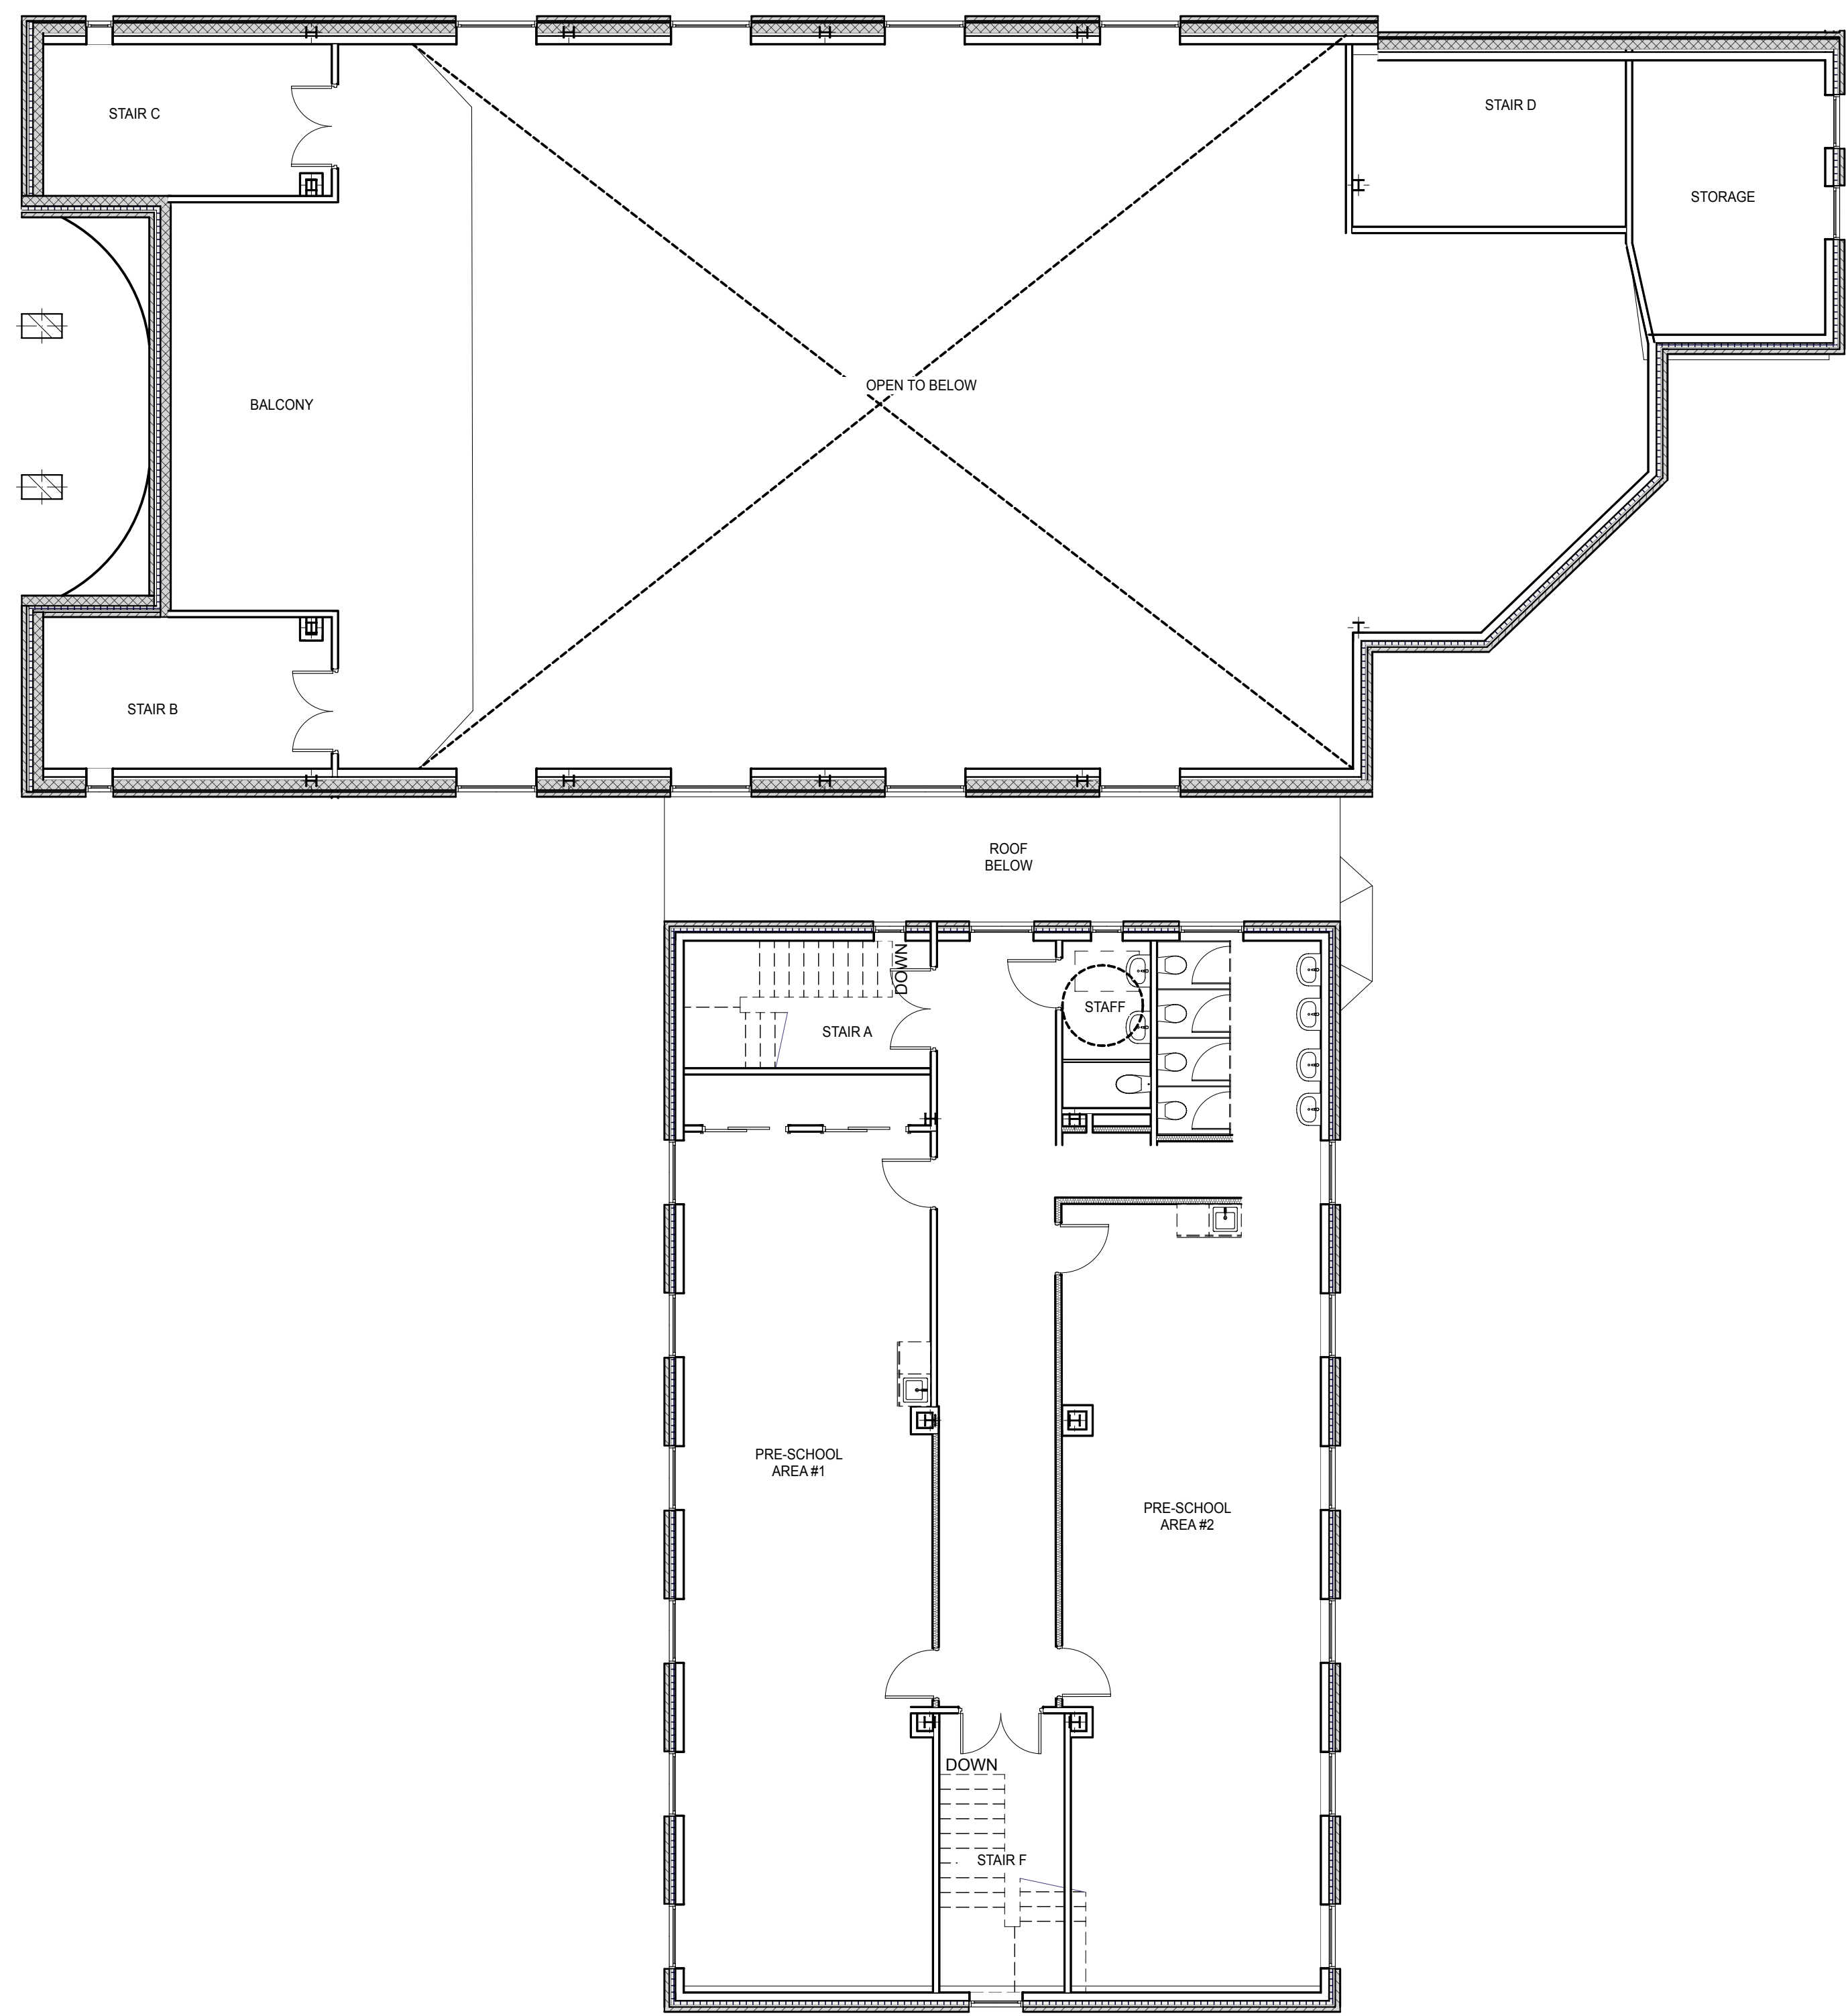 STAIR C
STAIR D
STORAGE
OPEN TO BELOW
BALCONY
STAIR B
ROOF
BELOW
DOWN
STAFF
STAIR A
PRE-SCHOOL
AREA #1
PRE-SCHOOL
AREA #2
DOWN
STAIR F